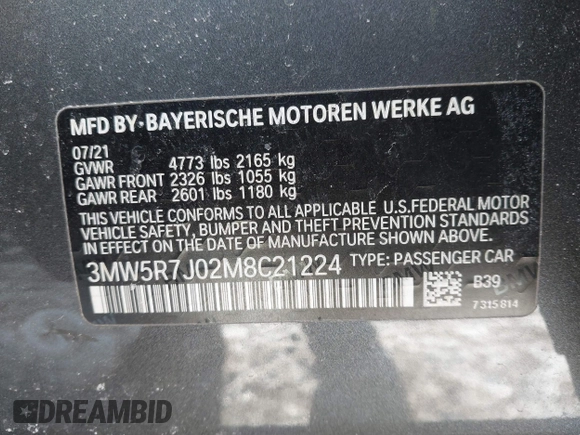 MFD BY·BAYERISCHE MOTOREN WERKE AG
07/21
GVWR 4773 lbs 2165 kg
GAWR FRONT 2326 lbs 1055 kg
GAWR REAR 2601 lbs 1180 kg
THIS VEHICLE CONFORMS TO ALL APPLICABLE U.S.FEDERAL MOTOR
VEHICLE SAFETY, BUMPER AND THEFT PREVENTION STANDARDS
IN EFFECT ON THE DATE OF MANUFACTURE SHOWN ABOVE.
3MW5R7J02M8C21224 TYPE: PASSENGER CAR
B39
7315814
DREAMBID